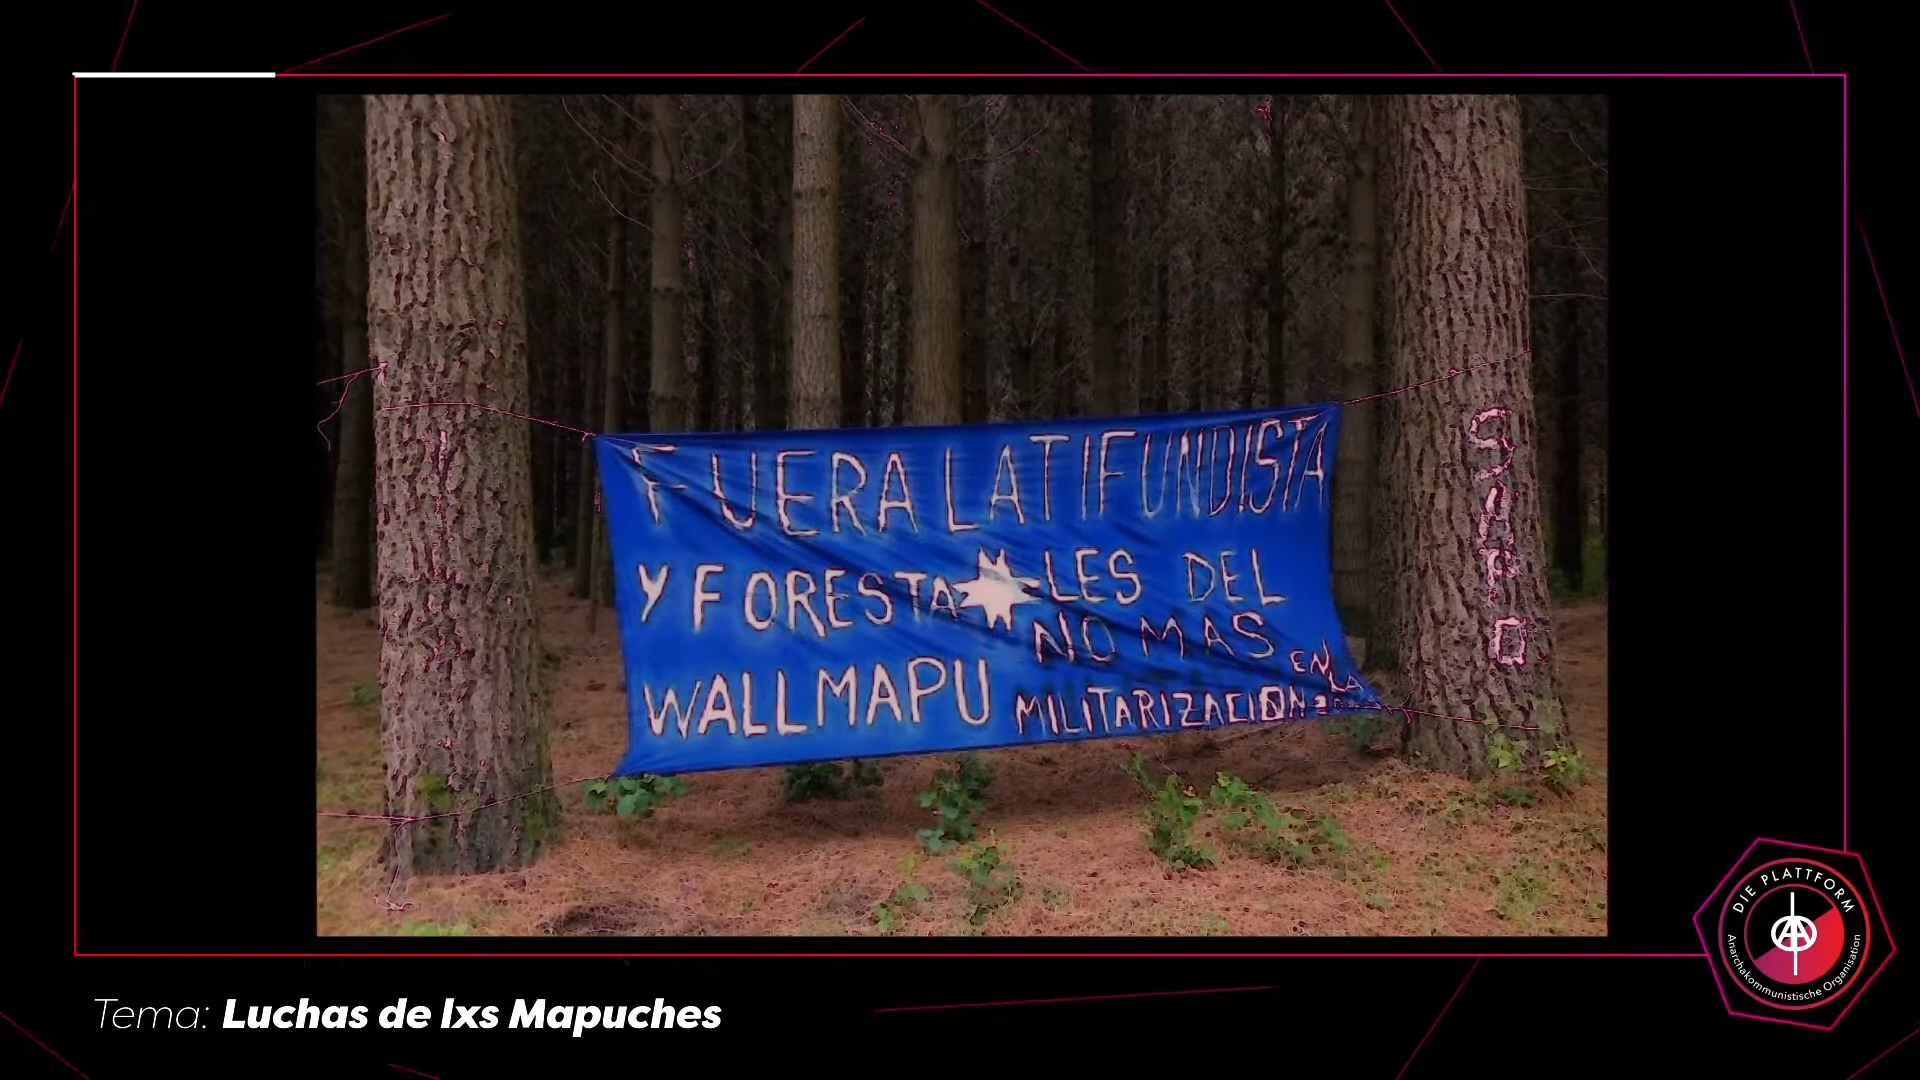 FUERA LATIFUNDISTA
Y FORESTALES DEL
WALLMAPU
NO MAS
MILITARIZACION
EN
LA
SAPO
DIE PLATTFORM
Anarchakommunistische Organisation
Tema: Luchas de lxs Mapuches